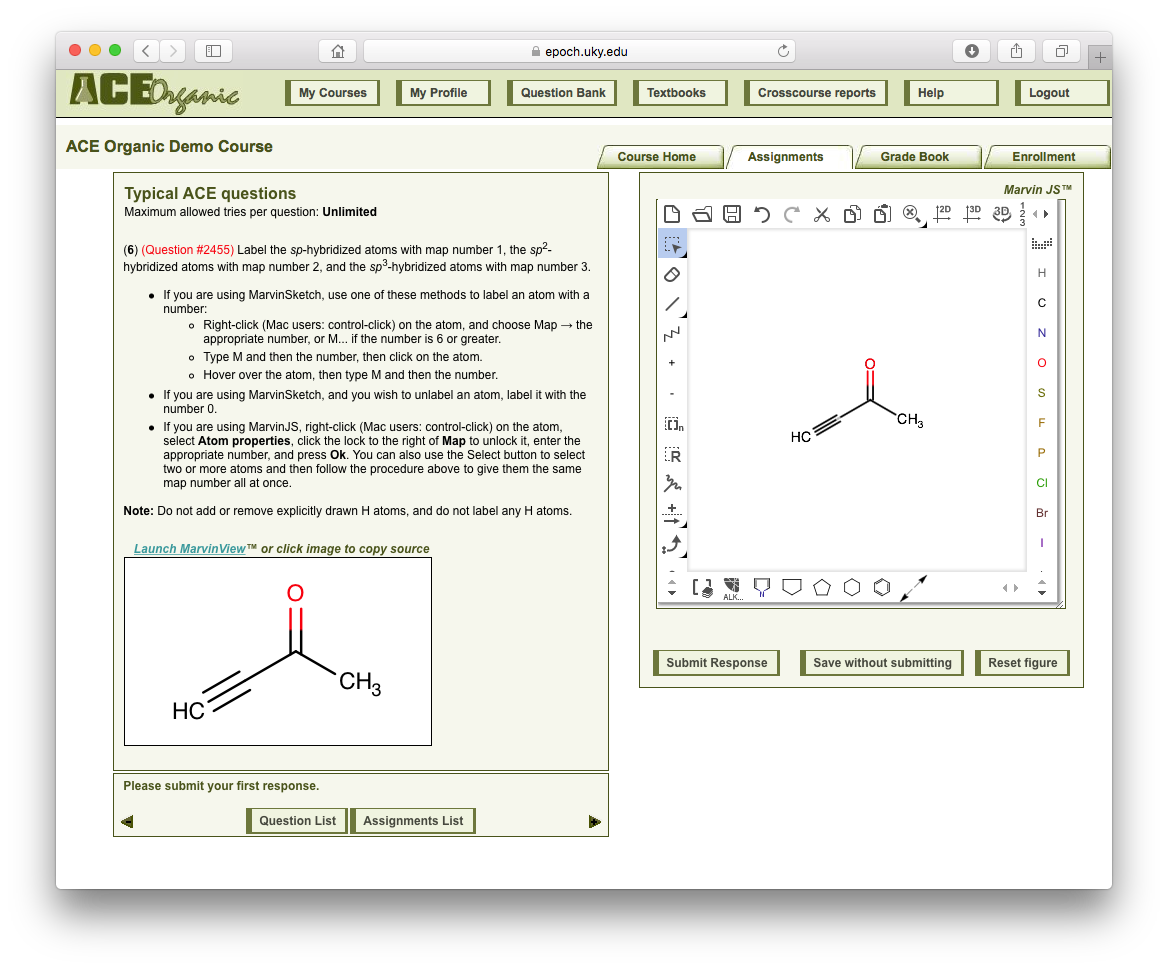 epoch.uky.edu
ACE Organic
My Courses
My Profile
Question Bank
Textbooks
Crosscourse reports
Help
Logout
ACE Organic Demo Course
Course Home
Assignments
Grade Book
Enrollment
Typical ACE questions
Maximum allowed tries per question: Unlimited
(6) (Question #2455) Label the sp-hybridized atoms with map number 1, the sp2-
hybridized atoms with map number 2, and the sp3-hybridized atoms with map number 3.
• If you are using MarvinSketch, use one of these methods to label an atom with a
number:
◦ Right-click (Mac users: control-click) on the atom, and choose Map → the
appropriate number, or M... if the number is 6 or greater.
◦ Type M and then the number, then click on the atom.
◦ Hover over the atom, then type M and then the number.
• If you are using MarvinSketch, and you wish to unlabel an atom, label it with the
number 0.
• If you are using MarvinJS, right-click (Mac users: control-click) on the atom,
select Atom properties, click the lock to the right of Map to unlock it, enter the
appropriate number, and press Ok. You can also use the Select button to select
two or more atoms and then follow the procedure above to give them the same
map number all at once.
Note: Do not add or remove explicitly drawn H atoms, and do not label any H atoms.
Launch MarvinView™ or click image to copy source
O
CH3
HC
Please submit your first response.
Question List
Assignments List
Marvin JS™
2D
3D
3D
1
2
3
H
C
N
O
S
F
P
Cl
Br
I
+
-
[ ]n
R
O
CH3
HC
ALK...
N
Submit Response
Save without submitting
Reset figure